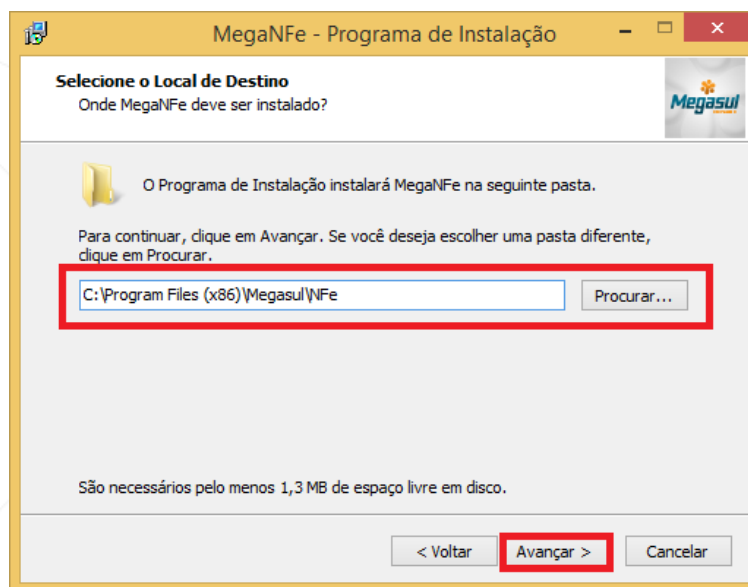 MegaNFe - Programa de Instalação
Selecione o Local de Destino
Onde MegaNFe deve ser instalado?
Megasul
O Programa de Instalação instalará MegaNFe na seguinte pasta.
Para continuar, clique em Avançar. Se você deseja escolher uma pasta diferente,
clique em Procurar.
C:\Program Files (x86)\Megasul\NFe
Procurar...
São necessários pelo menos 1,3 MB de espaço livre em disco.
< Voltar
Avançar >
Cancelar